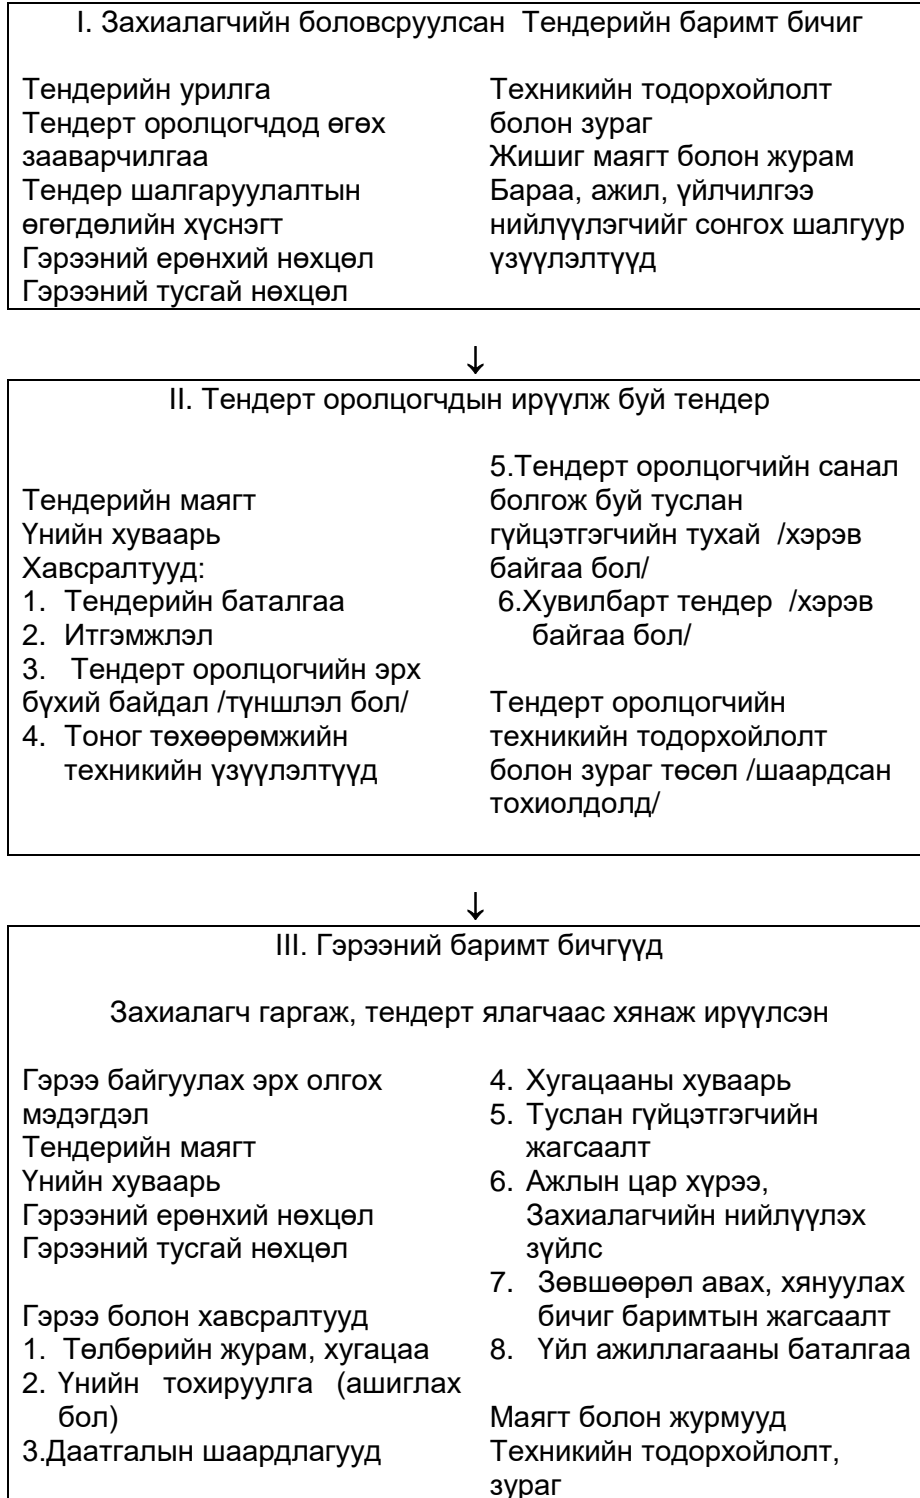 I. Захиалагчийн боловсруулсан Тендерийн баримт бичиг
Тендерийн урилга
Тендерт оролцогчдод өгөх
зааварчилгаа
Тендер шалгаруулалтын
өгөгдөлийн хүснэгт
Гэрээний ерөнхий нөхцөл
Гэрээний тусгай нөхцөл
Техникийн тодорхойлолт
болон зураг
Жишиг маягт болон журам
Бараа, ажил, үйлчилгээ
нийлүүлэгчийг сонгох шалгуур
үзүүлэлтүүд
↓
II. Тендерт оролцогчдын ирүүлж буй тендер
Тендерийн маягт
Үнийн хуваарь
Хавсралтууд:
1. Тендерийн баталгаа
2. Итгэмжлэл
3. Тендерт оролцогчийн эрх
бүхий байдал /түншлэл бол/
4. Тоног төхөөрөмжийн
техникийн үзүүлэлтүүд
5.Тендерт оролцогчийн санал
болгож буй туслан
гүйцэтгэгчийн тухай /хэрэв
байгаа бол/
6.Хувилбарт тендер /хэрэв
байгаа бол/
Тендерт оролцогчийн
техникийн тодорхойлолт
болон зураг төсөл /шаардсан
тохиолдолд/
↓
III. Гэрээний баримт бичгүүд
Захиалагч гаргаж, тендерт ялагчаас хянаж ирүүлсэн
Гэрээ байгуулах эрх олгох
мэдэгдэл
Тендерийн маягт
Үнийн хуваарь
Гэрээний ерөнхий нөхцөл
Гэрээний тусгай нөхцөл
Гэрээ болон хавсралтууд
1. Төлбөрийн журам, хугацаа
2. Үнийн тохируулга (ашиглах
бол)
3.Даатгалын шаардлагууд
4. Хугацааны хуваарь
5. Туслан гүйцэтгэгчийн
жагсаалт
6. Ажлын цар хүрээ,
Захиалагчийн нийлүүлэх
зүйлс
7. Зөвшөөрөл авах, хянуулах
бичиг баримтын жагсаалт
8. Үйл ажиллагааны баталгаа
Маягт болон журмууд
Техникийн тодорхойлолт,
зураг